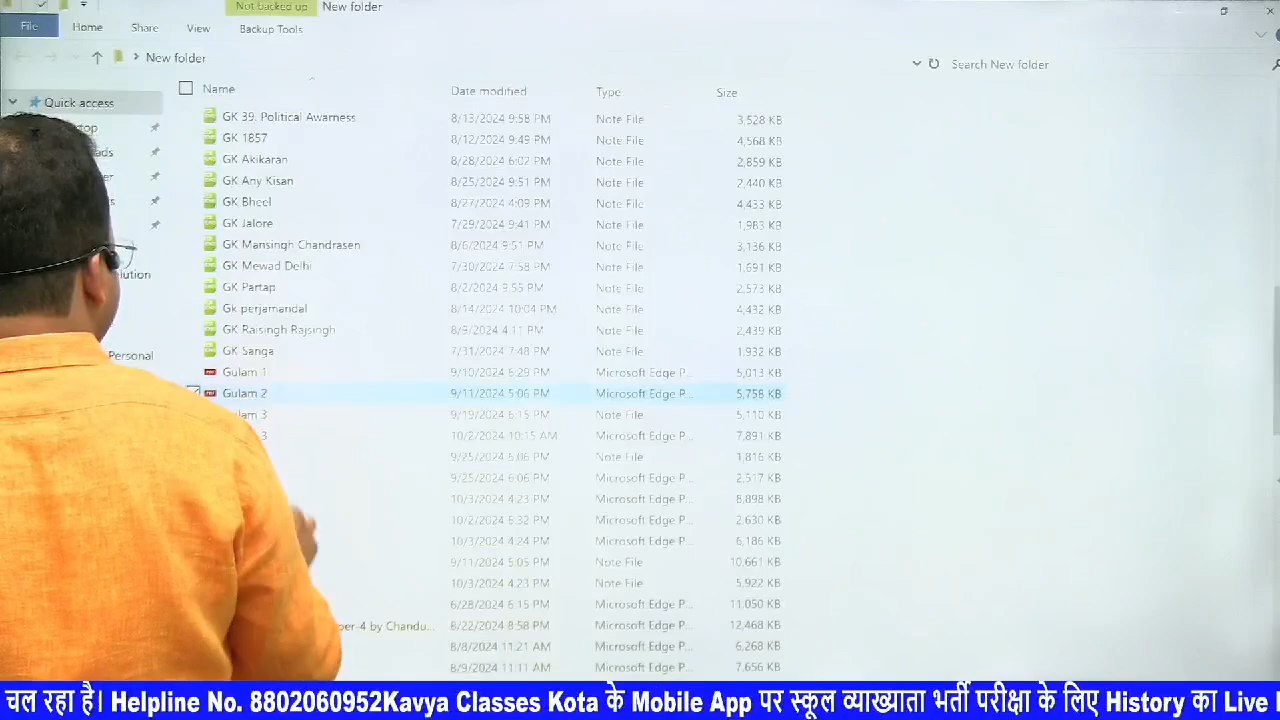 Not backed up New folder
File Home Share View Backup Tools
New folder Search New folder
Name Date modified Type Size
Quick access
GK 39. Political Awarness 8/13/2024 9:58 PM Note File 3,528 KB
GK 1857 8/12/2024 9:49 PM Note File 4,568 KB
GK Akikaran 8/28/2024 6:02 PM Note File 2,859 KB
GK Any Kisan 8/25/2024 9:51 PM Note File 2,440 KB
GK Bheel 8/27/2024 4:09 PM Note File 4,433 KB
GK Jalore 7/29/2024 9:41 PM Note File 1,983 KB
GK Mansingh Chandrasen 8/6/2024 9:51 PM Note File 3,136 KB
GK Mewad Delhi 7/30/2024 7:58 PM Note File 1,691 KB
GK Partap 8/2/2024 9:55 PM Note File 2,573 KB
Gk perjamandal 8/14/2024 10:04 PM Note File 4,432 KB
GK Raisingh Rajsingh 8/9/2024 4:11 PM Note File 2,439 KB
GK Sanga 7/31/2024 7:48 PM Note File 1,932 KB
Personal
Gulam 1 9/10/2024 6:29 PM Microsoft Edge P... 5,013 KB
Gulam 2 9/11/2024 5:06 PM Microsoft Edge P... 5,758 KB
3 9/19/2024 6:15 PM Note File 5,110 KB
3 10/2/2024 10:15 AM Microsoft Edge P... 7,891 KB
9/25/2024 6:06 PM Note File 1,816 KB
9/25/2024 6:06 PM Microsoft Edge P... 2,517 KB
10/3/2024 4:23 PM Microsoft Edge P... 8,898 KB
10/2/2024 6:32 PM Microsoft Edge P... 2,630 KB
10/3/2024 4:24 PM Microsoft Edge P... 6,186 KB
9/11/2024 5:05 PM Note File 10,661 KB
10/3/2024 4:23 PM Note File 5,922 KB
6/28/2024 6:15 PM Microsoft Edge P... 11,050 KB
per-4 by Chandu... 8/22/2024 8:58 PM Microsoft Edge P... 12,468 KB
8/8/2024 11:21 AM Microsoft Edge P... 6,268 KB
8/9/2024 11:11 AM Microsoft Edge P... 7,656 KB
चल रहा है। Helpline No. 8802060952Kavya Classes Kota के Mobile App पर स्कूल व्याख्याता भर्ती परीक्षा के लिए History का Live